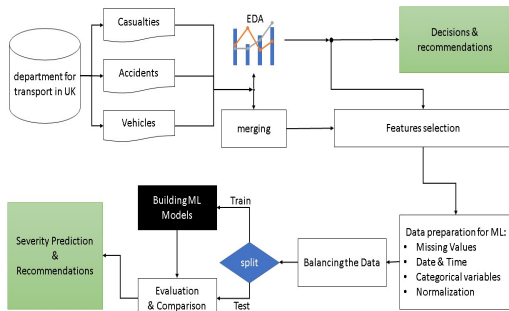 Casualties
EDA
Decisions &
recommendations
department for
transport in UK
Accidents
Vehicles
merging
Features selection
Building ML
Models
Train
Severity Prediction
&
Recommendations
split
Balancing the Data
Data preparation for ML:
• Missing Values
• Date & Time
• Categorical variables
• Normalization
Evaluation
& Comparison
Test